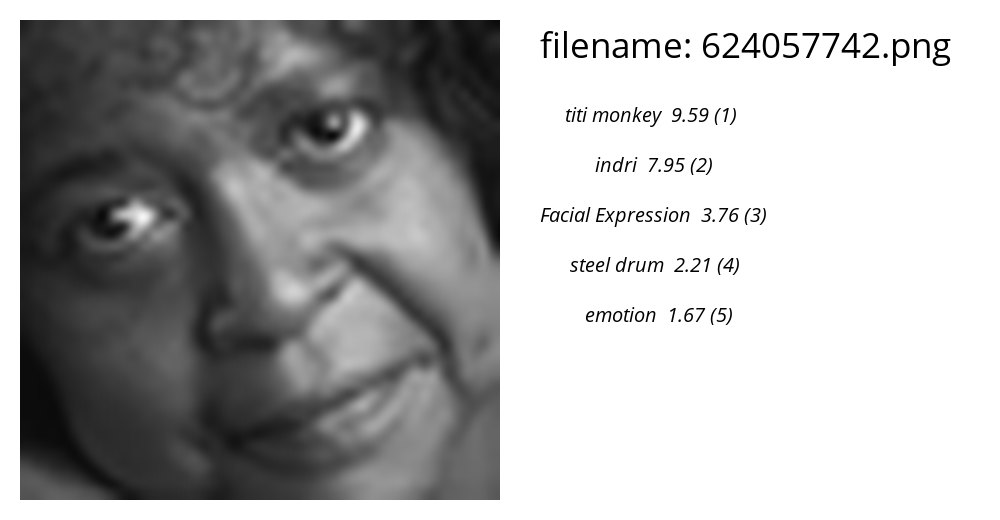 filename: 624057742.png
titi monkey 9.59 (1)
indri 7.95 (2)
Facial Expression 3.76 (3)
steel drum 2.21 (4)
emotion 1.67 (5)